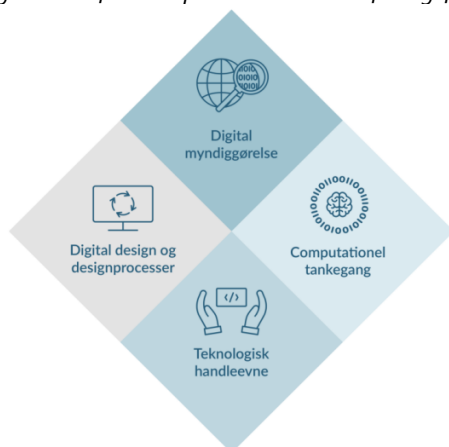 Digital
myndiggørelse
Digital design og
designprocesser
Computationel
tankegang
</>
Teknologisk
handleevne